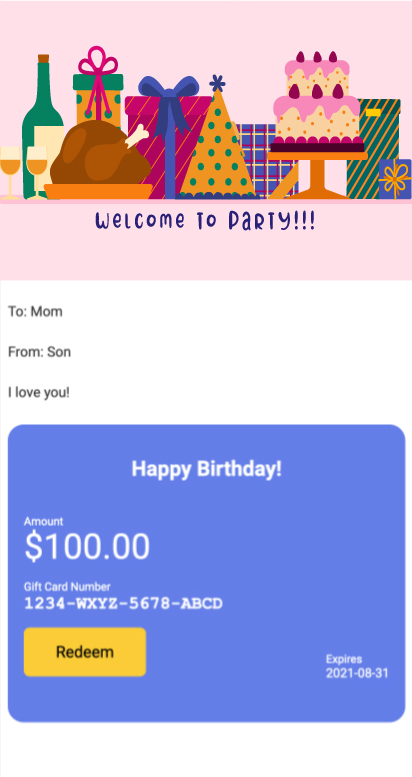 Welcome to Party!!!
To: Mom
From: Son
I love you!
Happy Birthday!
Amount
$100.00
Gift Card Number
1234-WXYZ-5678-ABCD
Redeem
Expires
2021-08-31